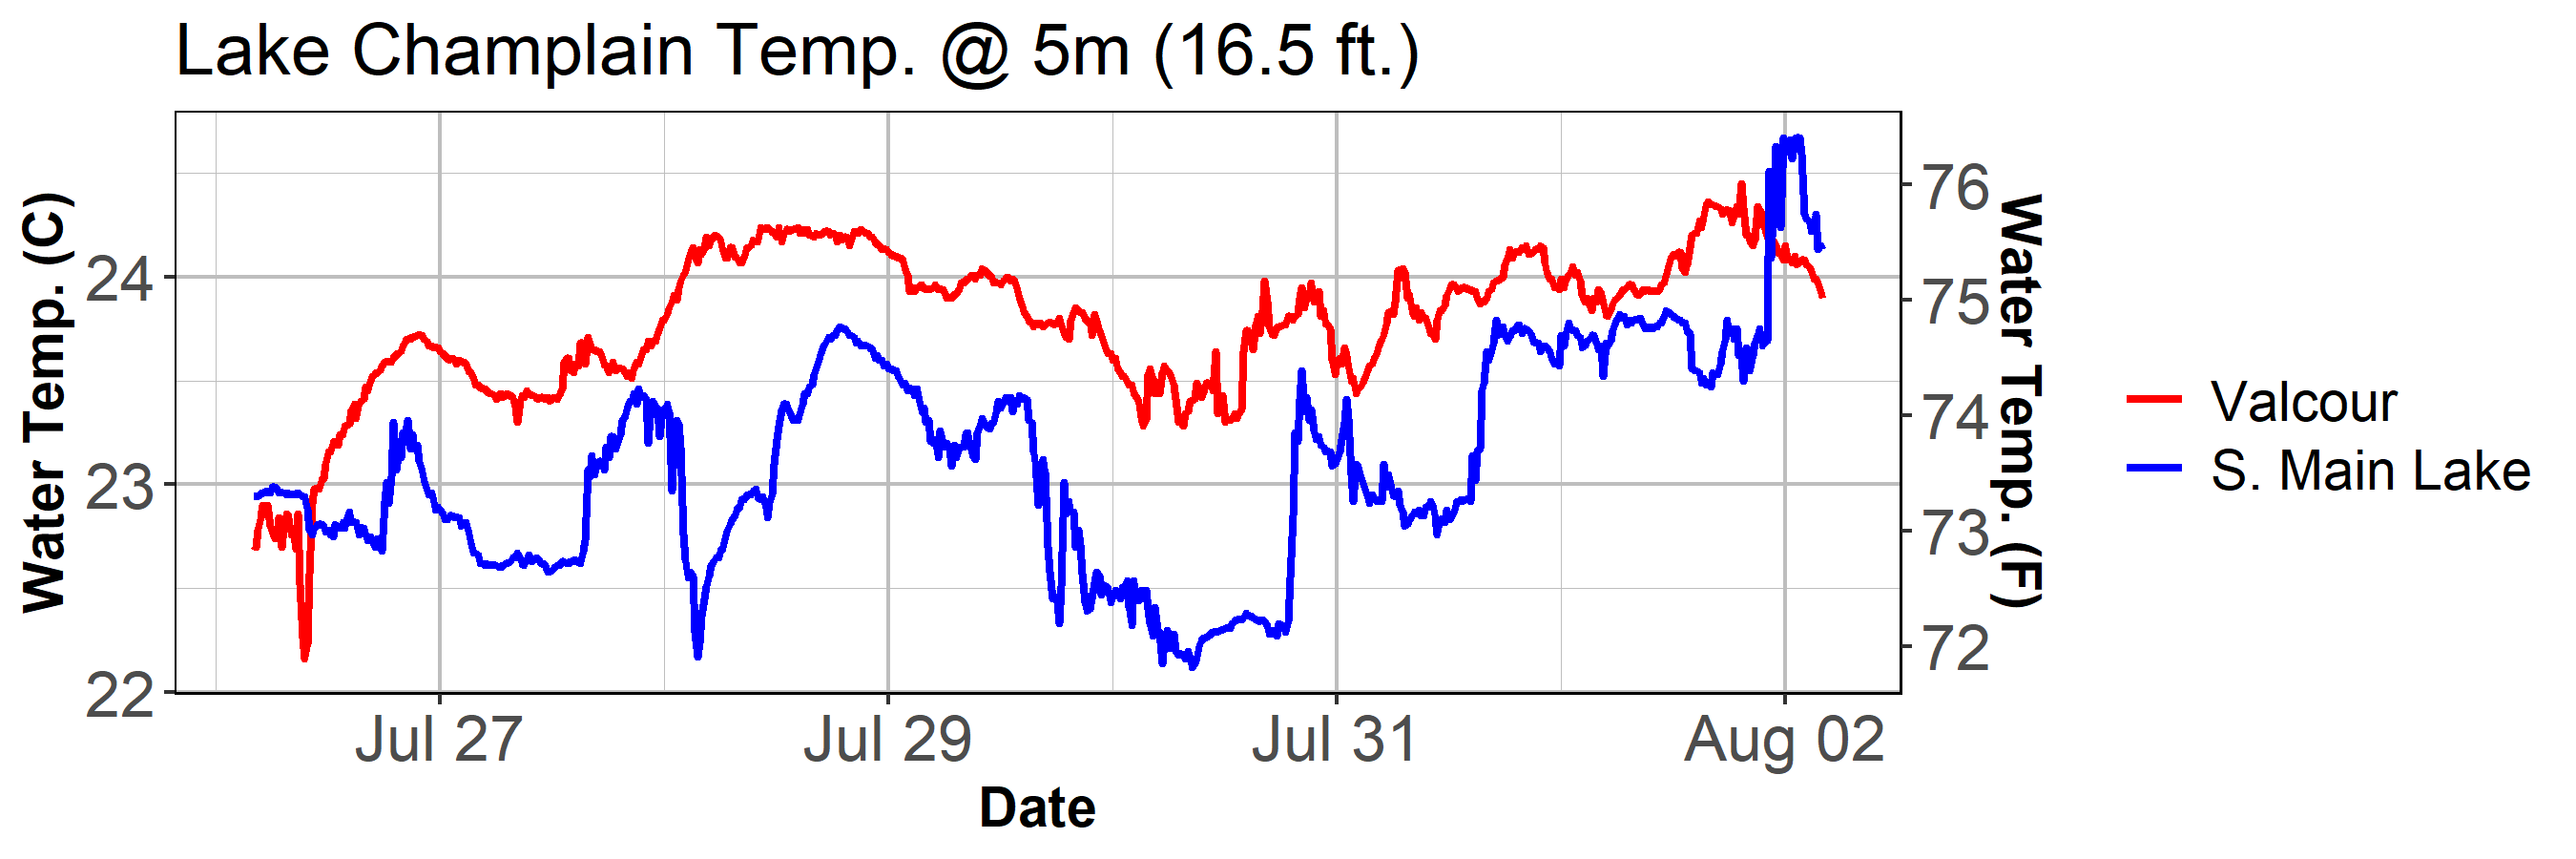 Lake Champlain Temp. @ 5m (16.5 ft.)
Water Temp. (C)
24
23
22
76
75
74
73
72
Water Temp. (F)
Jul 27 Jul 29 Jul 31 Aug 02
Date
Valcour
S. Main Lake